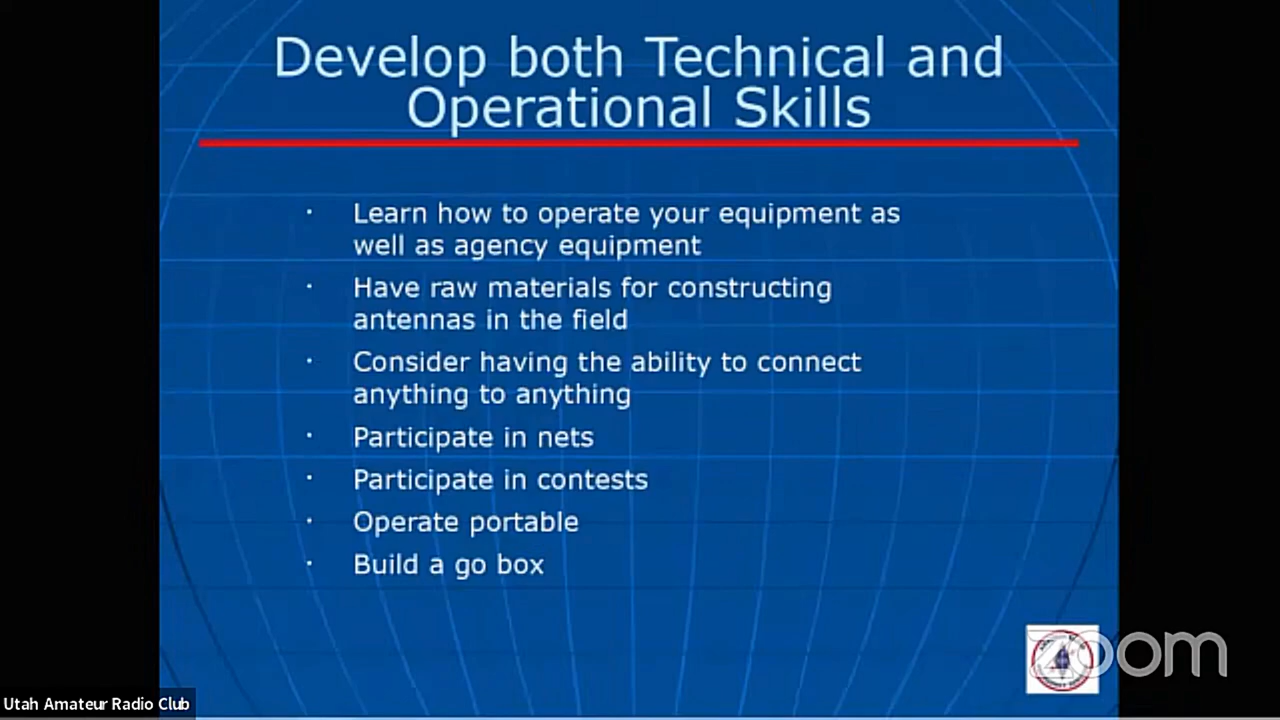 Develop both Technical and
Operational Skills
· Learn how to operate your equipment as
well as agency equipment
· Have raw materials for constructing
antennas in the field
· Consider having the ability to connect
anything to anything
· Participate in nets
· Participate in contests
· Operate portable
· Build a go box
zoom
Utah Amateur Radio Club